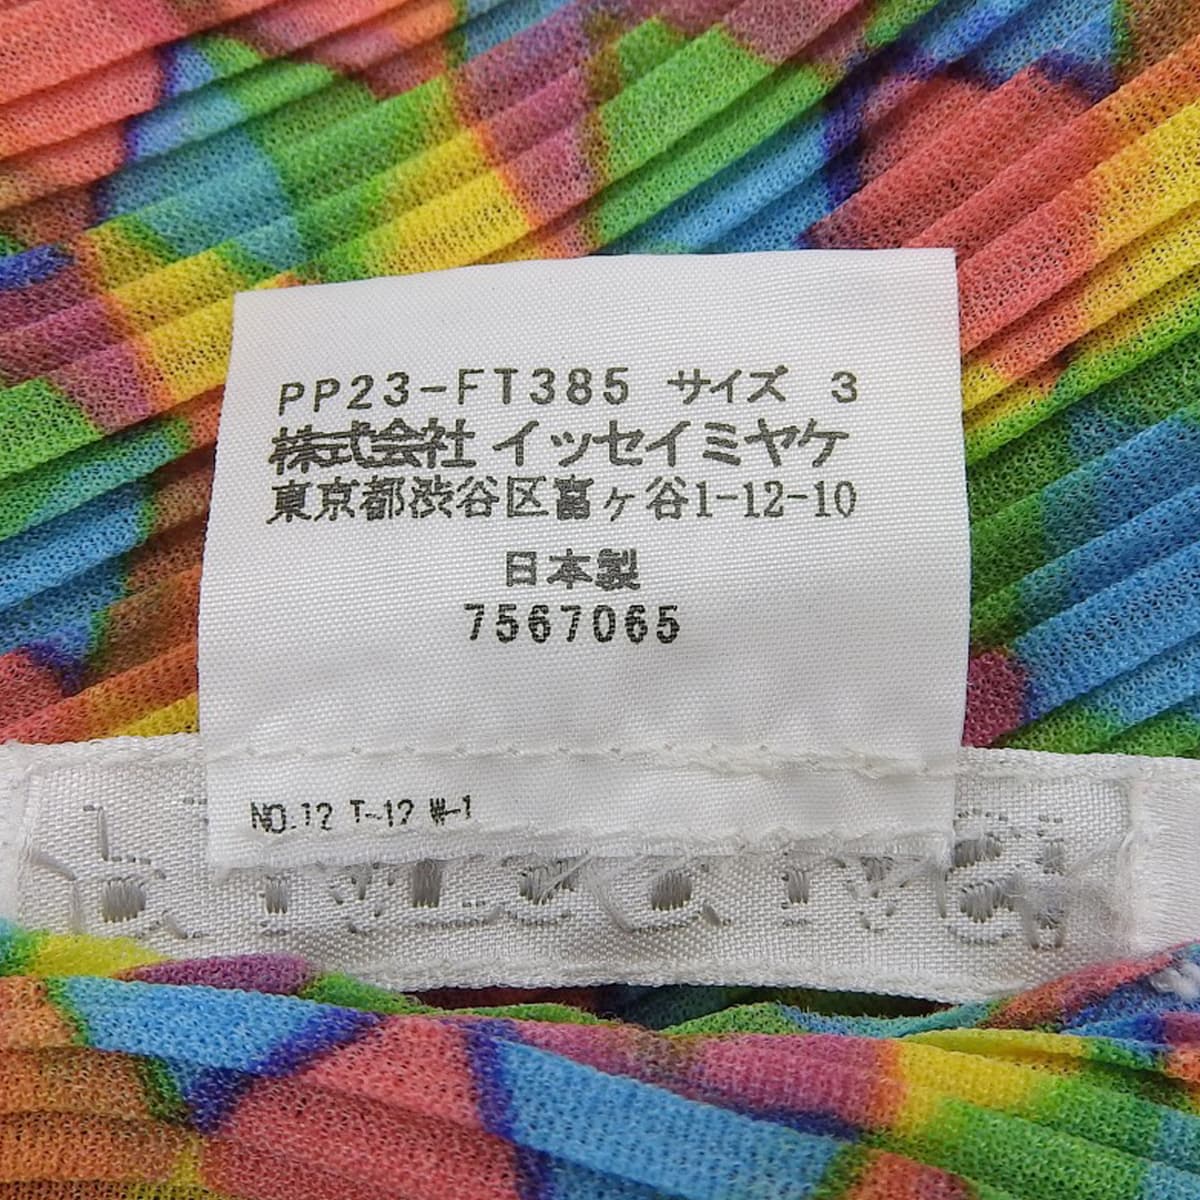 PP23-FT385 サイズ 3
株式会社 イッセイミヤケ
東京都渋谷区富ヶ谷1-12-10
日本製
7567065
NO.12 T-12 W-1